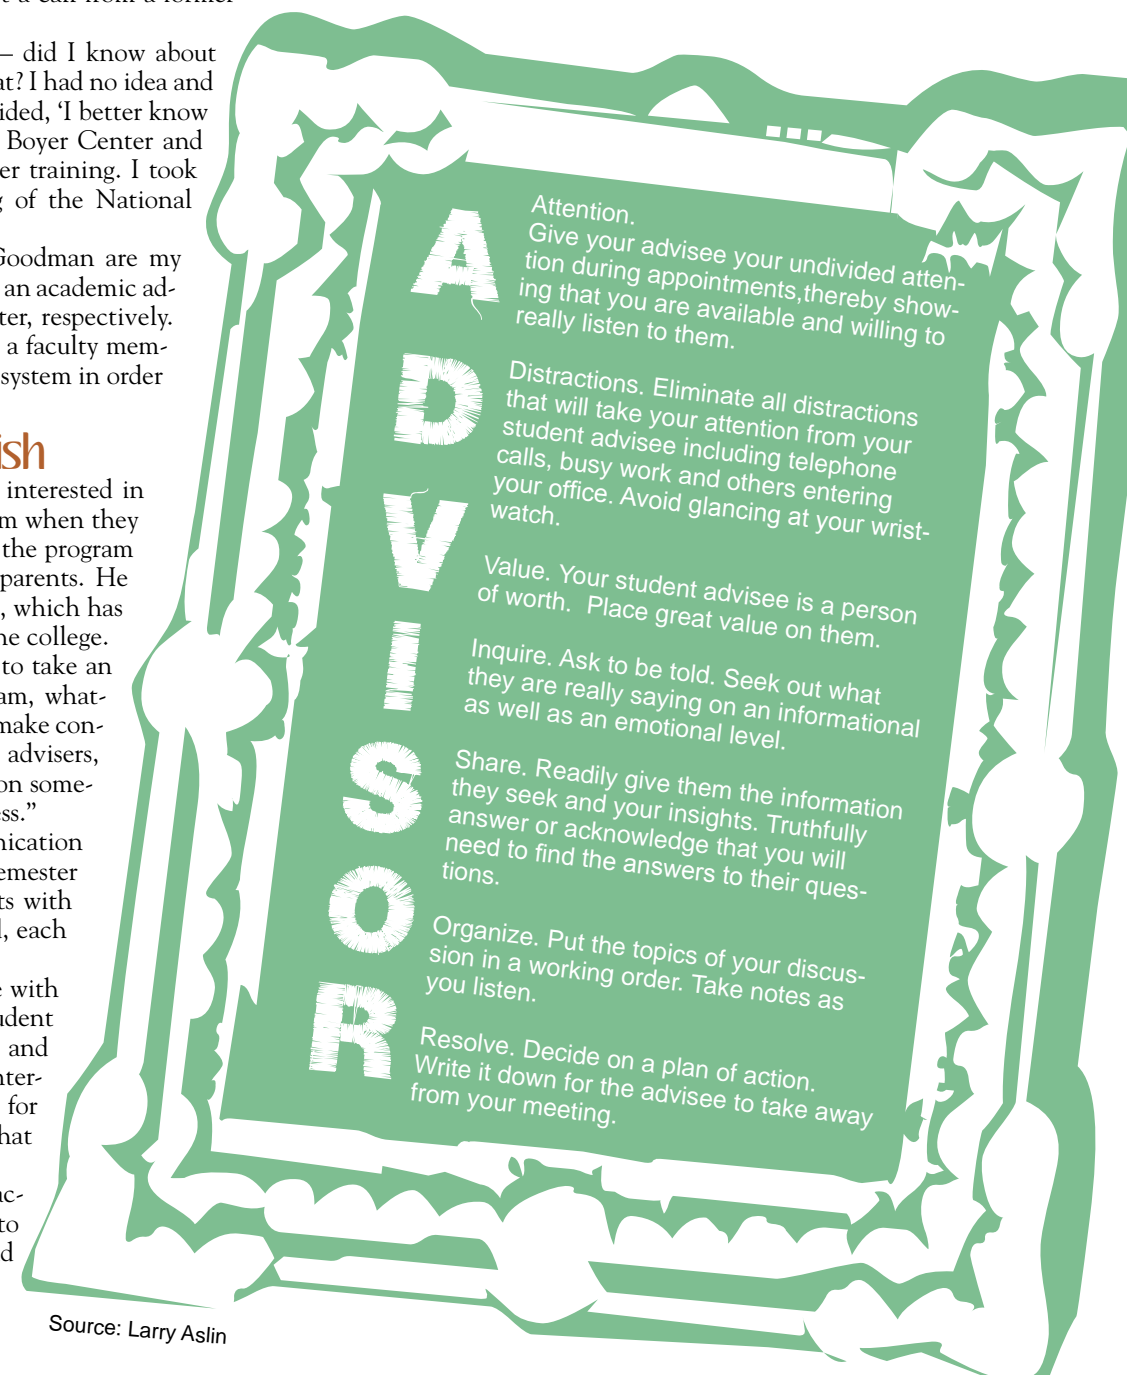 – did I know about
at? I had no idea and
ided, ‘I better know
Boyer Center and
er training. I took
g of the National
Goodman are my
an academic ad-
ter, respectively.
a faculty mem-
system in order
ish
interested in
m when they
the program
parents. He
, which has
he college.
to take an
am, what-
make con-
advisers,
on some-
ess.”
nication
emester
ts with
l, each
e with
udent
and
nter-
for
hat
ac-
to
d
A
Attention.
Give your advisee your undivided atten-
tion during appointments,thereby show-
ing that you are available and willing to
really listen to them.
D
Distractions. Eliminate all distractions
that will take your attention from your
student advisee including telephone
calls, busy work and others entering
your office. Avoid glancing at your wrist-
watch.
V
Value. Your student advisee is a person
of worth.  Place great value on them.
I
Inquire. Ask to be told. Seek out what
they are really saying on an informational
as well as an emotional level.
S
Share. Readily give them the information
they seek and your insights. Truthfully
answer or acknowledge that you will
need to find the answers to their ques-
tions.
O
Organize. Put the topics of your discus-
sion in a working order. Take notes as
you listen.
R
Resolve. Decide on a plan of action.
Write it down for the advisee to take away
from your meeting.
Source: Larry Aslin